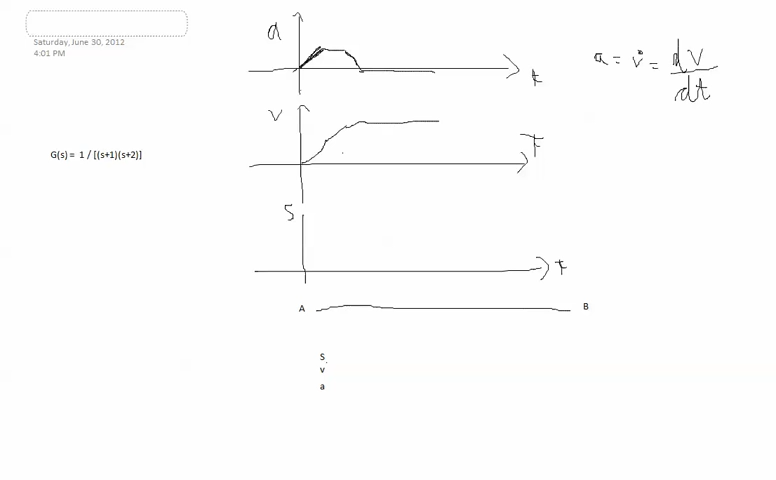 Saturday, June 30, 2012
4:01 PM
a
t
a = v̇ = dv/dt
v
G(s) = 1 / [(s+1)(s+2)]
S
t
A
B
S
v
a